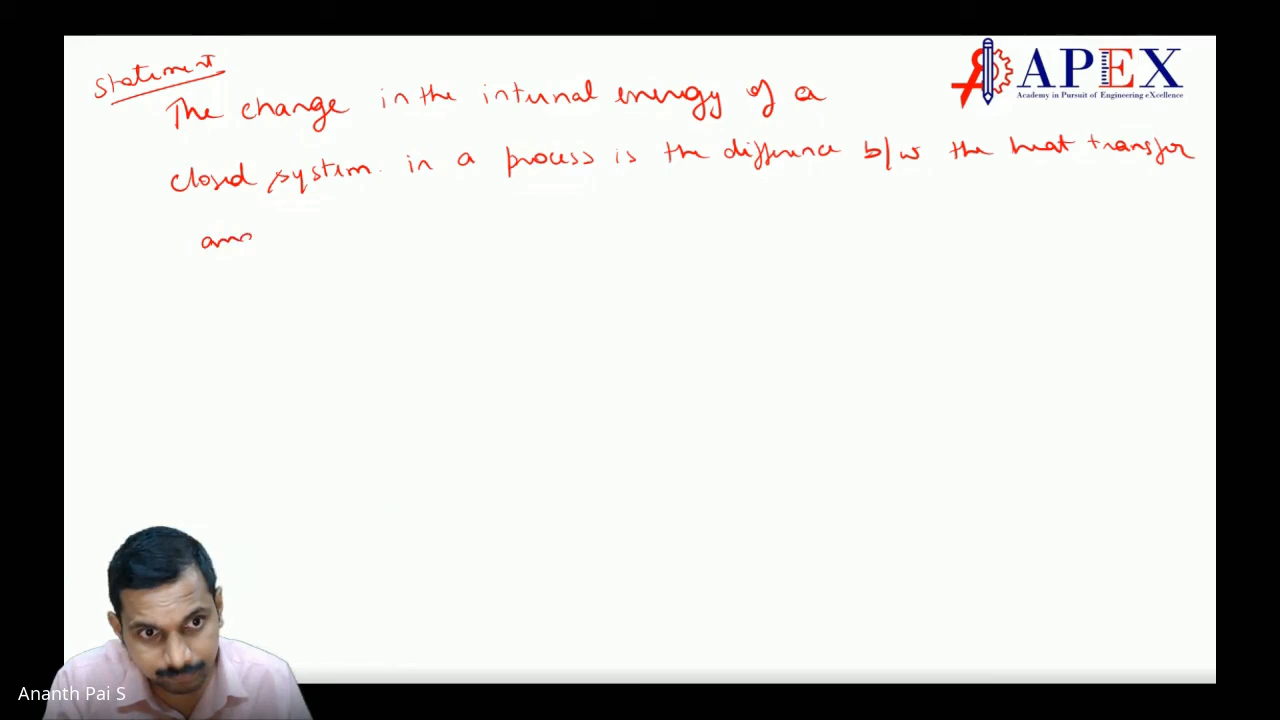 Statement
The change in the internal energy of a
closed system. in a process is the difference b/w the heat transfer
and
APEX
Academy in Pursuit of Engineering eXcellence
Ananth Pai S